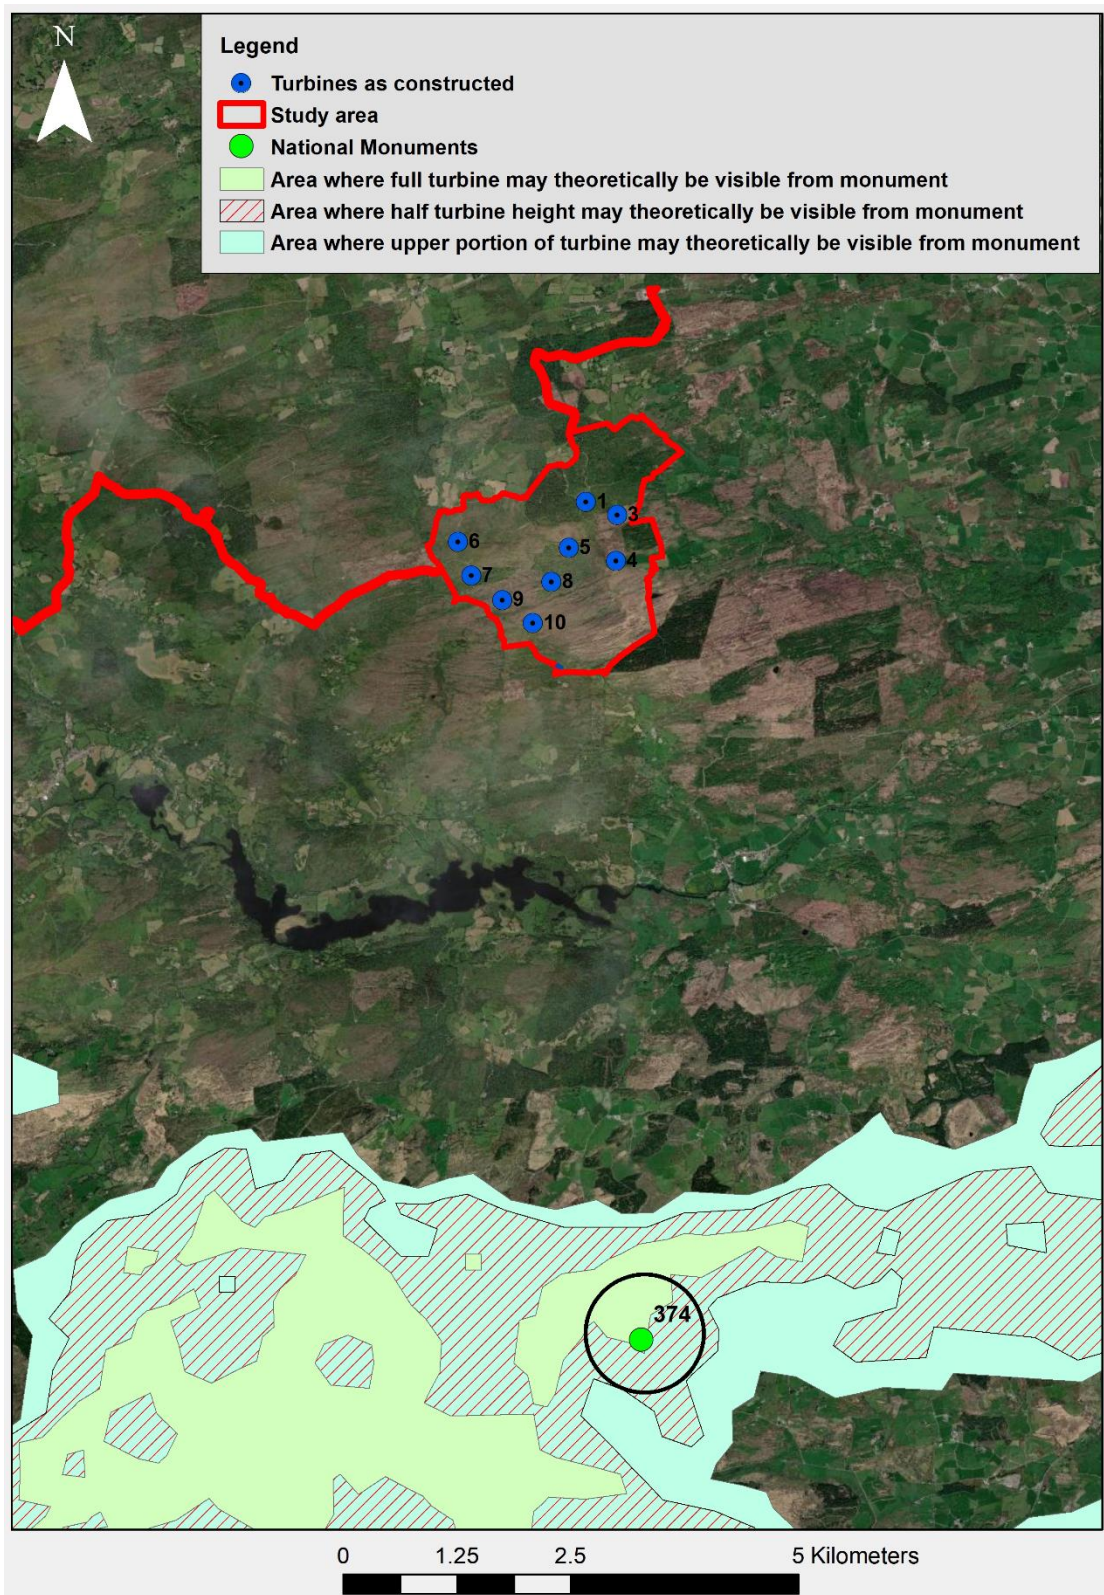 N
Legend
Turbines as constructed
Study area
National Monuments
Area where full turbine may theoretically be visible from monument
Area where half turbine height may theoretically be visible from monument
Area where upper portion of turbine may theoretically be visible from monument
1
3
6
5
4
7
8
9
10
374
0 1.25 2.5 5 Kilometers